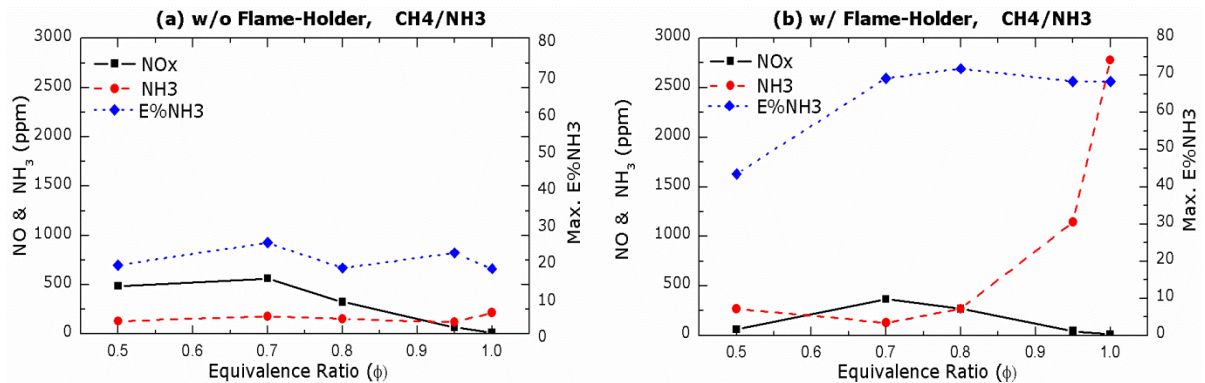 (a) w/o Flame-Holder, CH4/NH3
3000
2500
2000
1500
1000
500
0
NO & NH₃ (ppm)
NOx
NH3
E%NH3
80
70
60
50
40
30
20
10
0
Max. E%NH3
0.5 0.6 0.7 0.8 0.9 1.0
Equivalence Ratio (ϕ)
(b) w/ Flame-Holder, CH4/NH3
3000
2500
2000
1500
1000
500
0
NO & NH₃ (ppm)
NOx
NH3
E%NH3
80
70
60
50
40
30
20
10
0
Max. E%NH3
0.5 0.6 0.7 0.8 0.9 1.0
Equivalence Ratio (ϕ)